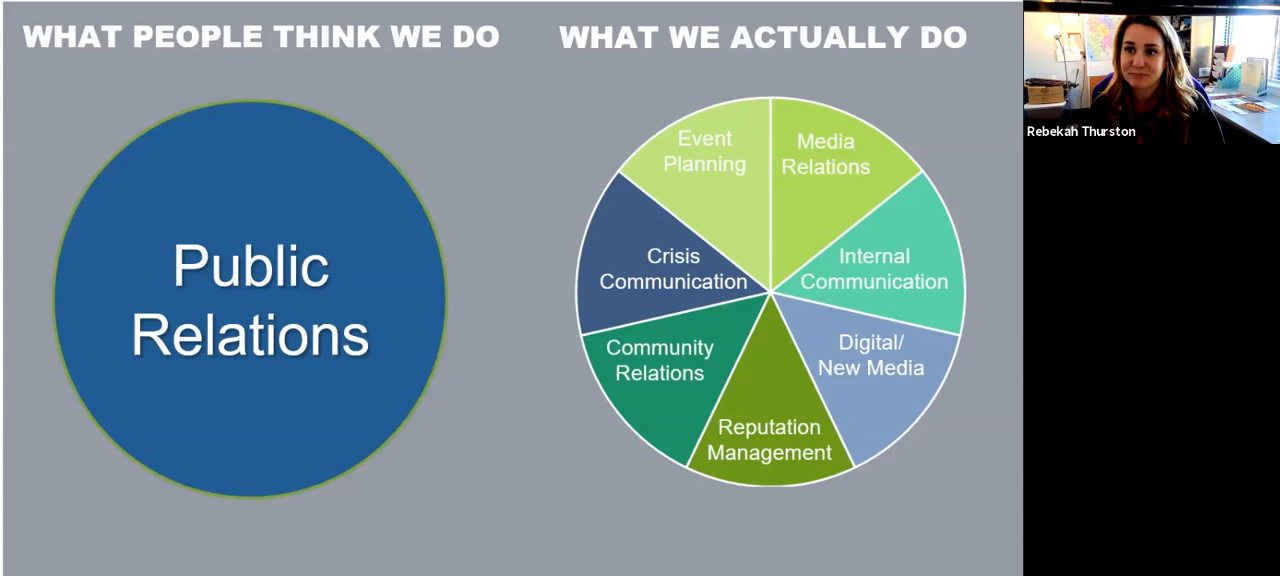 WHAT PEOPLE THINK WE DO
WHAT WE ACTUALLY DO
Public
Relations
Event
Planning
Media
Relations
Crisis
Communication
Internal
Communication
Community
Relations
Digital/
New Media
Reputation
Management
Rebekah Thurston